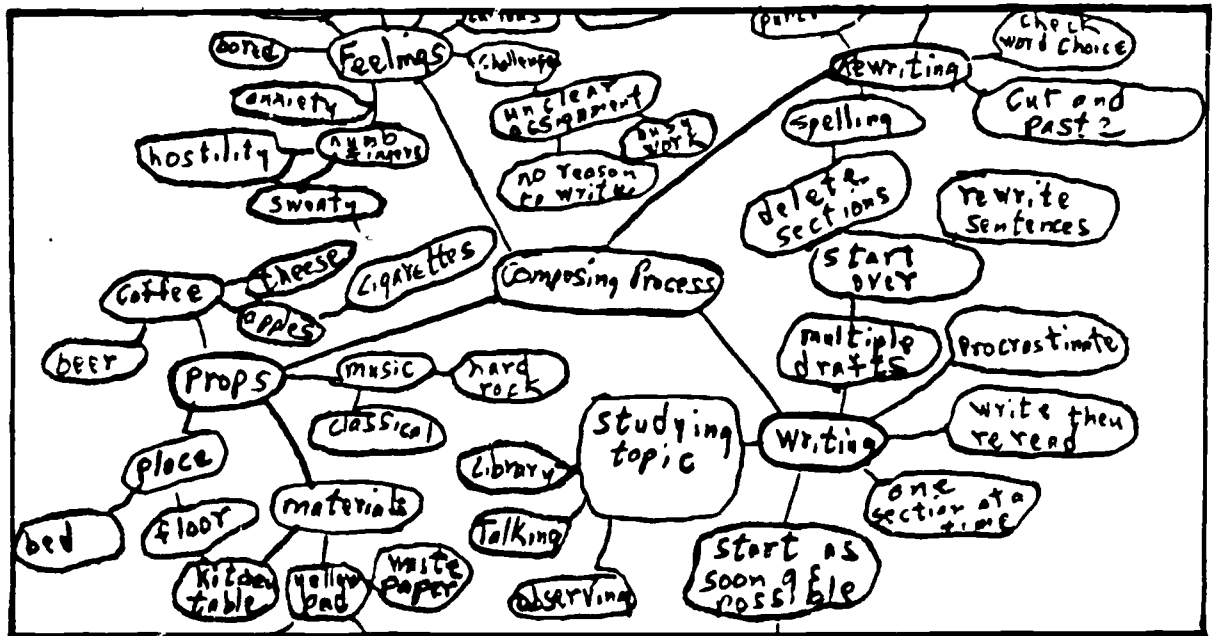 bored
Feelings
challenge
anxiety
hostility
numb
fingers
sweaty
unclear
assignment
busy
work
no reason
to write
Rewriting
check
word choice
cut and
paste
spelling
delete
sections
rewrite
sentences
start
over
Composing Process
coffee
cheese
cigarettes
apples
beer
props
music
hard
rock
classical
place
bed
floor
materials
kitchen
table
yellow
pad
white
paper
multiple
drafts
procrastinate
writing
write then
reread
one
section at a
time
studying
topic
Library
Talking
observing
start as
soon as
possible